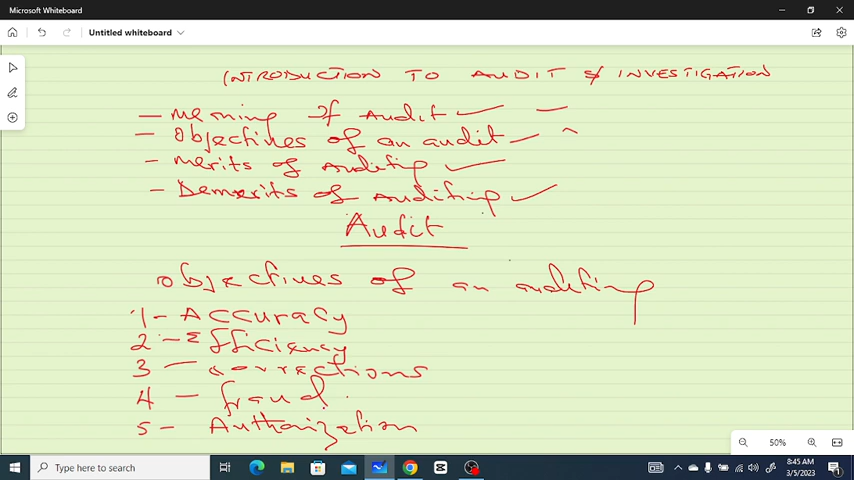 Microsoft Whiteboard
Untitled whiteboard
INTRODUCTION TO AUDIT & INVESTIGATION
- Meaning of Audit
- Objectives of an audit
- Merits of Auditing
- Demerits of Auditing
Audit
Objectives of an auditing
1- Accuracy
2- Efficiency
3- corrections
4- fraud
5- Authorization
50%
Type here to search
8:45 AM
3/5/2023